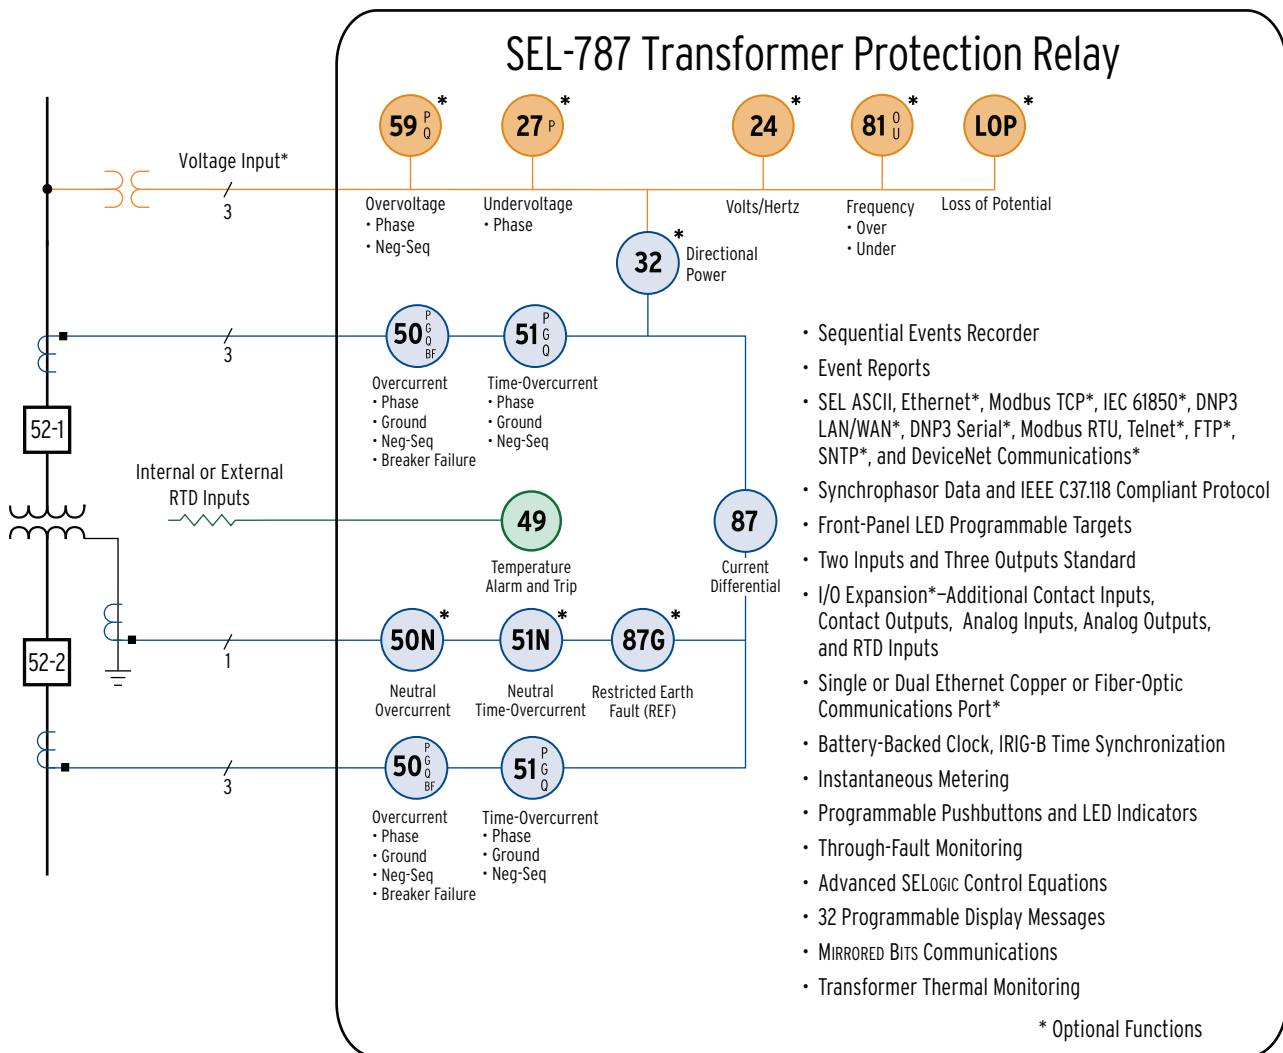 SEL-787 Transformer Protection Relay
59 P Q *
27 P *
24 *
81 O U *
LOP *
Voltage Input*
3
Overvoltage
• Phase
• Neg-Seq
Undervoltage
• Phase
Volts/Hertz
Frequency
• Over
• Under
Loss of Potential
32 *
Directional
Power
3
50 P G Q BF
51 P G Q
Overcurrent
• Phase
• Ground
• Neg-Seq
• Breaker Failure
Time-Overcurrent
• Phase
• Ground
• Neg-Seq
52-1
Internal or External
RTD Inputs
49
Temperature
Alarm and Trip
87
Current
Differential
52-2
1
50N *
51N *
87G *
Neutral
Overcurrent
Neutral
Time-Overcurrent
Restricted Earth
Fault (REF)
3
50 P G Q BF
51 P G Q
Overcurrent
• Phase
• Ground
• Neg-Seq
• Breaker Failure
Time-Overcurrent
• Phase
• Ground
• Neg-Seq
• Sequential Events Recorder
• Event Reports
• SEL ASCII, Ethernet*, Modbus TCP*, IEC 61850*, DNP3
LAN/WAN*, DNP3 Serial*, Modbus RTU, Telnet*, FTP*,
SNTP*, and DeviceNet Communications*
• Synchrophasor Data and IEEE C37.118 Compliant Protocol
• Front-Panel LED Programmable Targets
• Two Inputs and Three Outputs Standard
• I/O Expansion*–Additional Contact Inputs,
Contact Outputs, Analog Inputs, Analog Outputs,
and RTD Inputs
• Single or Dual Ethernet Copper or Fiber-Optic
Communications Port*
• Battery-Backed Clock, IRIG-B Time Synchronization
• Instantaneous Metering
• Programmable Pushbuttons and LED Indicators
• Through-Fault Monitoring
• Advanced SELOGIC Control Equations
• 32 Programmable Display Messages
• MIRRORED BITS Communications
• Transformer Thermal Monitoring
* Optional Functions